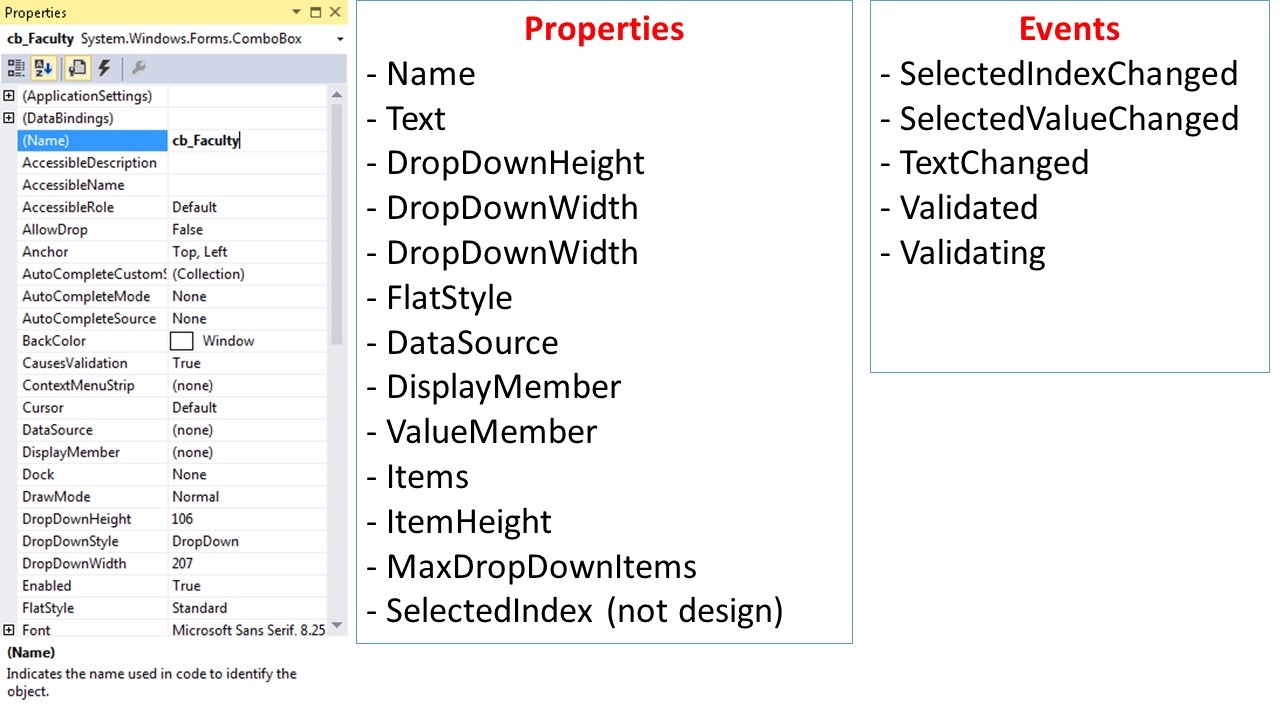 Properties
cb_Faculty System.Windows.Forms.ComboBox
(ApplicationSettings)
(DataBindings)
(Name) cb_Faculty
AccessibleDescription
AccessibleName
AccessibleRole Default
AllowDrop False
Anchor Top, Left
AutoCompleteCustomS (Collection)
AutoCompleteMode None
AutoCompleteSource None
BackColor Window
CausesValidation True
ContextMenuStrip (none)
Cursor Default
DataSource (none)
DisplayMember (none)
Dock None
DrawMode Normal
DropDownHeight 106
DropDownStyle DropDown
DropDownWidth 207
Enabled True
FlatStyle Standard
Font Microsoft Sans Serif, 8.25
(Name)
Indicates the name used in code to identify the
object.
Properties
- Name
- Text
- DropDownHeight
- DropDownWidth
- DropDownWidth
- FlatStyle
- DataSource
- DisplayMember
- ValueMember
- Items
- ItemHeight
- MaxDropDownItems
- SelectedIndex (not design)
Events
- SelectedIndexChanged
- SelectedValueChanged
- TextChanged
- Validated
- Validating